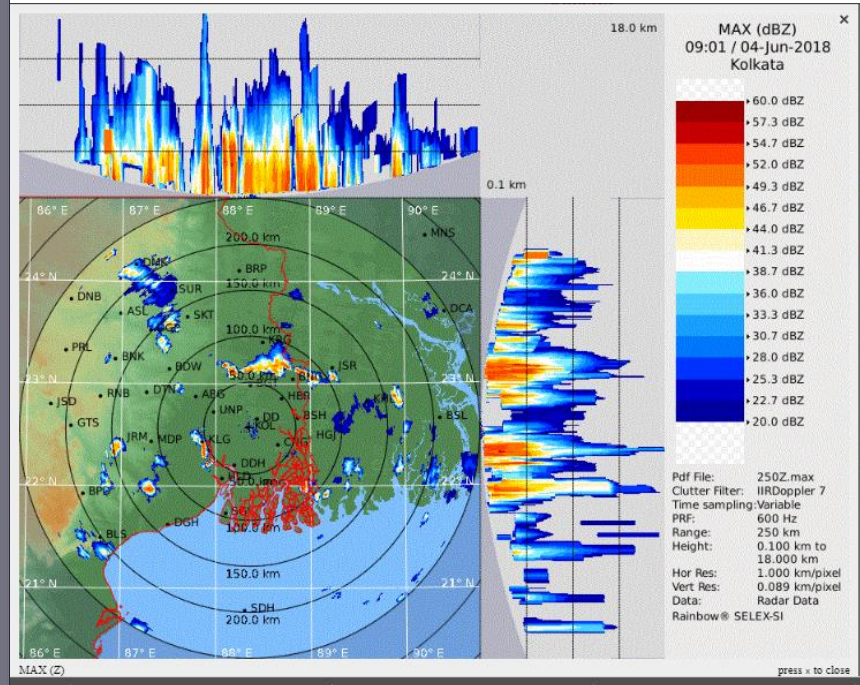 MAX (dBZ)
09:01 / 04-Jun-2018
Kolkata
×
18.0 km
0.1 km
60.0 dBZ
57.3 dBZ
54.7 dBZ
52.0 dBZ
49.3 dBZ
46.7 dBZ
44.0 dBZ
41.3 dBZ
38.7 dBZ
36.0 dBZ
33.3 dBZ
30.7 dBZ
28.0 dBZ
25.3 dBZ
22.7 dBZ
20.0 dBZ
86° E 87° E 88° E 89° E 90° E
MNS
200.0 km
DMK
BRP
24° N
24° N
150.0 km
SUR
DNB
DCA
ASL
SKT
100.0 km
KRG
PRL
BNK
BDW
JSR
23° N
23° N
RNB
DTN
ABG
HBR
JSD
UNP
BSH
BSL
GTS
DD
KOL
HGJ
JRM
MDP
KLG
DDH
22° N
22° N
DGH
100.0 km
BLS
150.0 km
21° N
21° N
SDH
200.0 km
86° E 87° E 88° E 89° E 90° E
Pdf File: 250Z.max
Clutter Filter: IIRDoppler 7
Time sampling: Variable
PRF: 600 Hz
Range: 250 km
Height: 0.100 km to
18.000 km
Hor Res: 1.000 km/pixel
Vert Res: 0.089 km/pixel
Data: Radar Data
Rainbow® SELEX-SI
MAX (Z)
press × to close